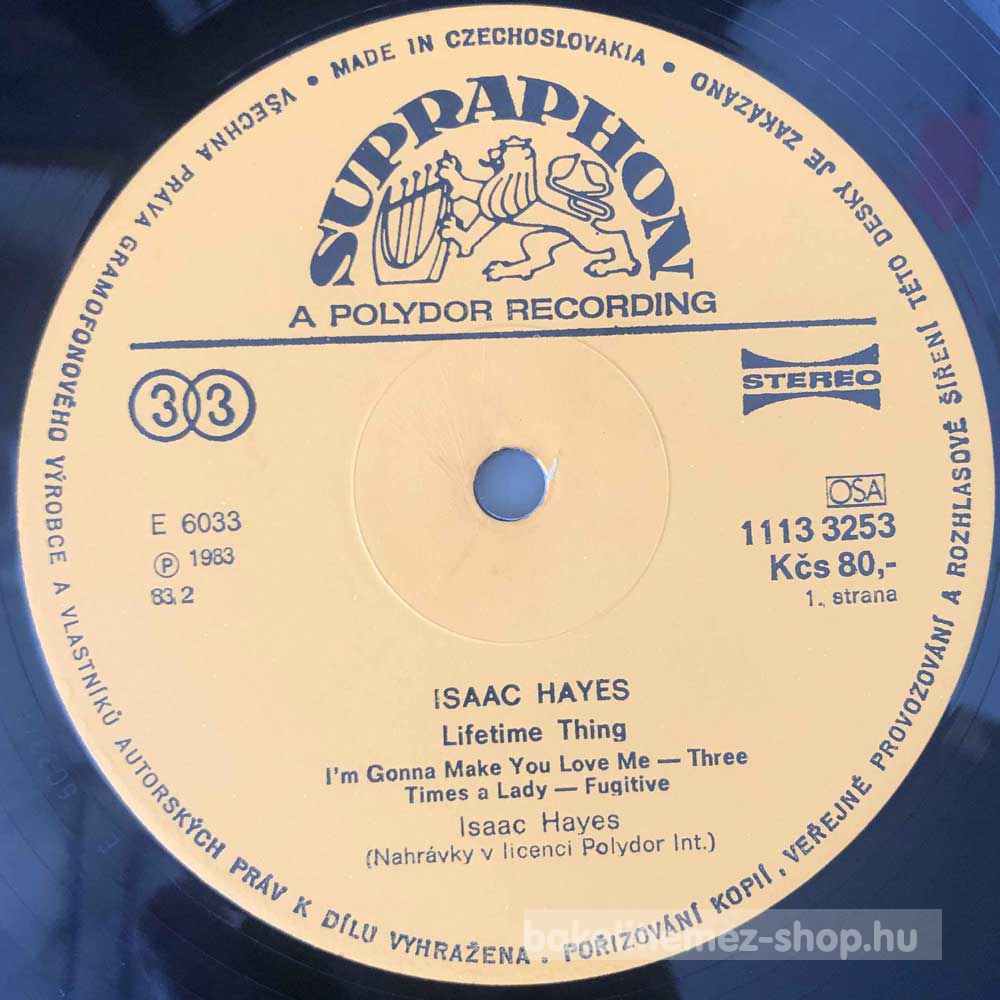 VŠECHNA PRÁVA GRAMOFONOVÉHO VÝROBCE A VLASTNÍKŮ AUTORSKÝCH PRÁV K DÍLU VYHRAŽENA. POŘIZOVÁNÍ KOPIÍ, VEŘEJNÉ PROVOZOVÁNÍ A ROZHLASOVÉ ŠÍŘENÍ TÉTO DESKY JE ZAKÁZÁNO • MADE IN CZECHOSLOVAKIA •
SUPRAPHON
A POLYDOR RECORDING
33
STEREO
OSA
E 6033
1113 3253
℗ 1983
Kčs 80,-
83,2
1. strana
ISAAC HAYES
Lifetime Thing
I'm Gonna Make You Love Me — Three
Times a Lady — Fugitive
Isaac Hayes
(Nahrávky v licenci Polydor Int.)
bakelitlemez-shop.hu